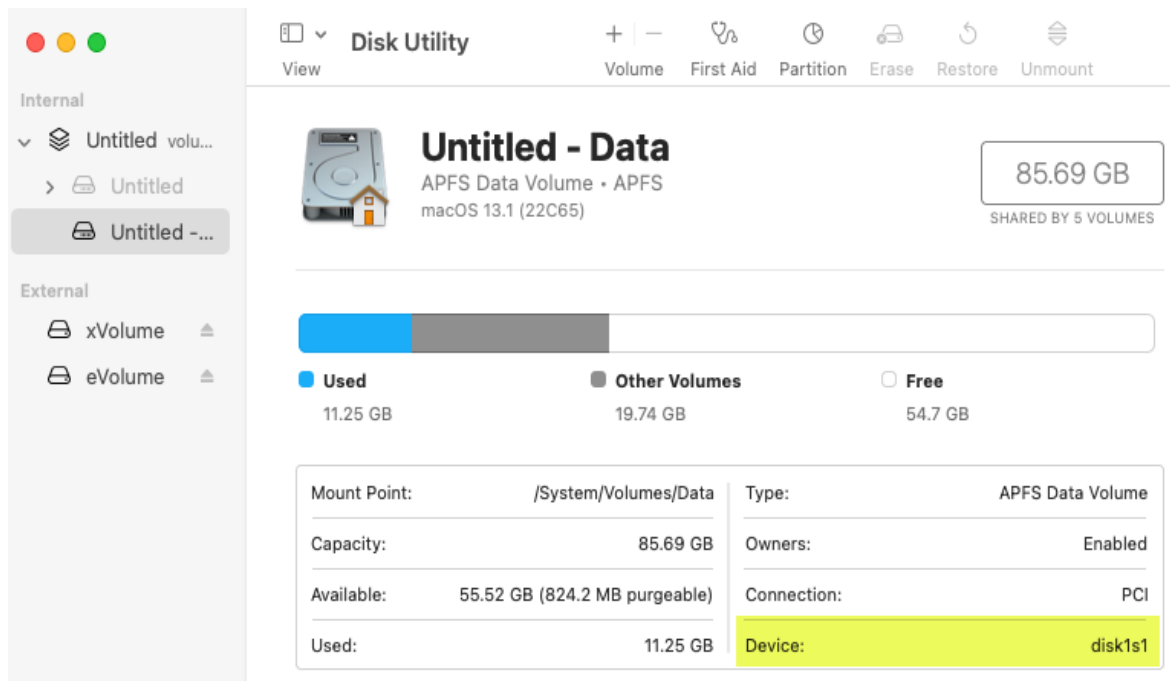 Disk Utility
View
Volume
First Aid
Partition
Erase
Restore
Unmount
Internal
Untitled volu...
Untitled
Untitled -...
External
xVolume
eVolume
Untitled - Data
APFS Data Volume • APFS
macOS 13.1 (22C65)
85.69 GB
SHARED BY 5 VOLUMES
Used
11.25 GB
Other Volumes
19.74 GB
Free
54.7 GB
Mount Point: /System/Volumes/Data
Capacity: 85.69 GB
Available: 55.52 GB (824.2 MB purgeable)
Used: 11.25 GB
Type: APFS Data Volume
Owners: Enabled
Connection: PCI
Device: disk1s1